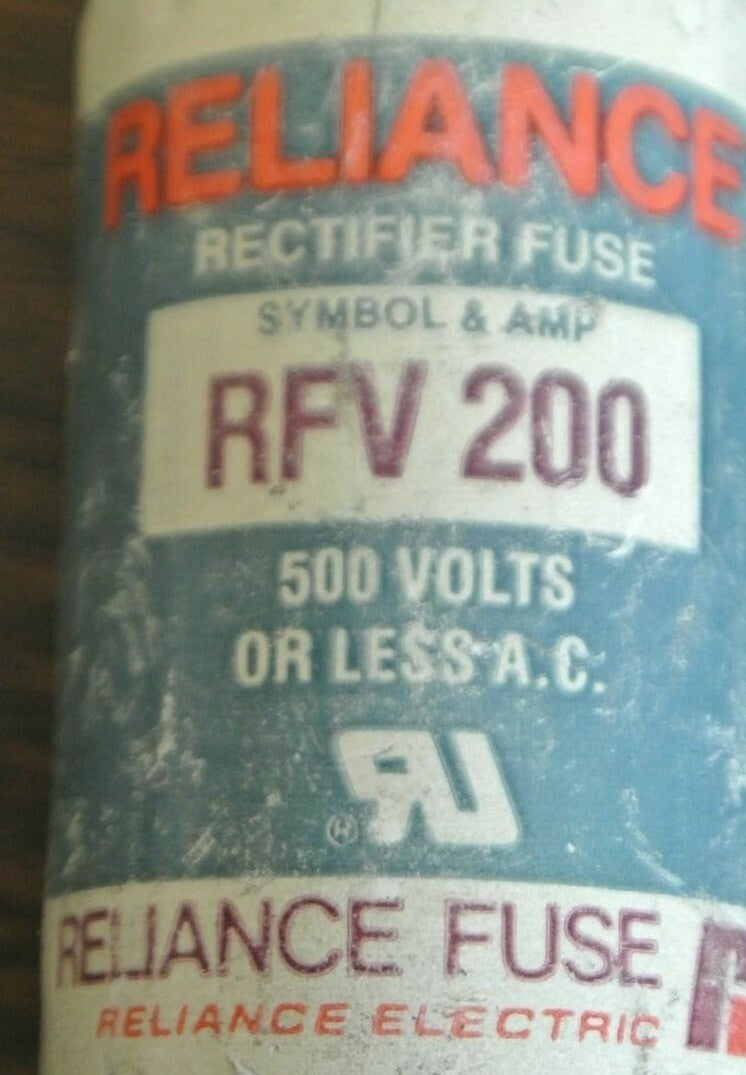 RELIANCE
RECTIFIER FUSE
SYMBOL & AMP
RFV 200
500 VOLTS
OR LESS A.C.
RELIANCE FUSE
RELIANCE ELECTRIC